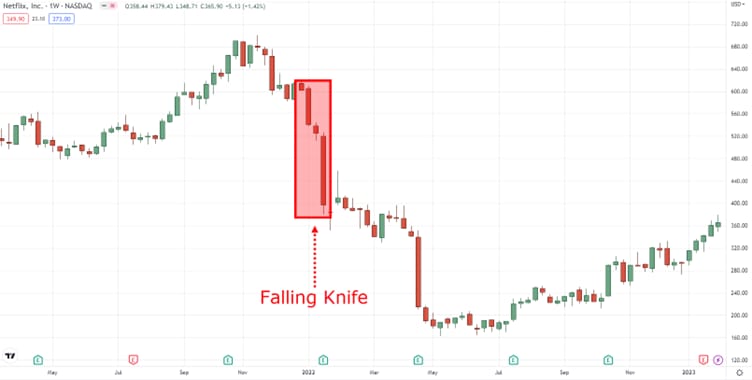 Netflix, Inc. · 1W · NASDAQ O358.44 H379.43 L348.71 C365.90 +5.13 (+1.42%)
349.90 23.10 373.00
USD
720.00
680.00
640.00
600.00
560.00
520.00
480.00
440.00
400.00
360.00
320.00
280.00
240.00
200.00
160.00
120.00
Falling Knife
E E E E E E E E
May Jul Sep Nov 2022 Mar May Jul Sep Nov 2023